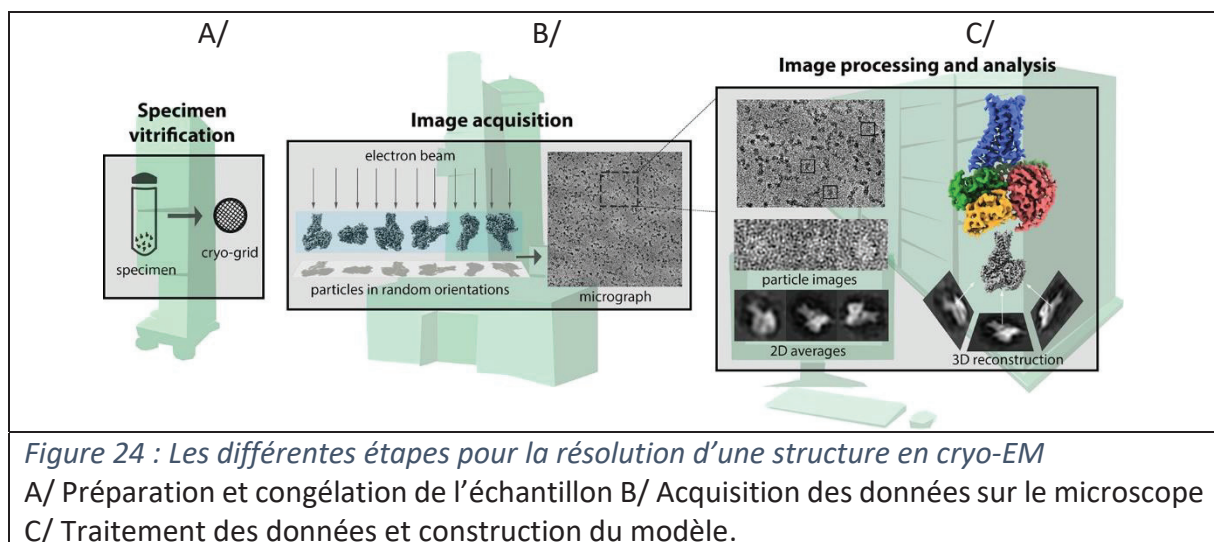 A/
B/
C/
Specimen
vitrification
specimen
cryo-grid
Image acquisition
electron beam
particles in random orientations
micrograph
Image processing and analysis
particle images
2D averages
3D reconstruction
Figure 24 : Les différentes étapes pour la résolution d’une structure en cryo-EM
A/ Préparation et congélation de l’échantillon B/ Acquisition des données sur le microscope
C/ Traitement des données et construction du modèle.